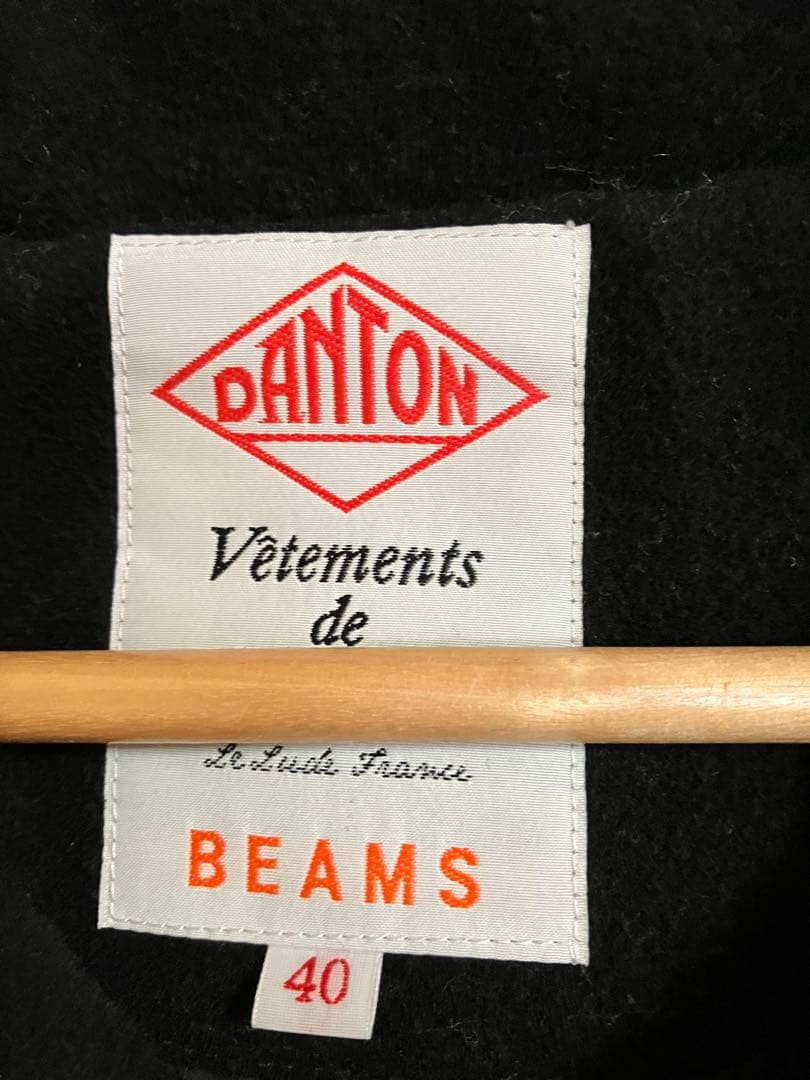 DANTON
Vêtements
de
Le Lude France
BEAMS
40